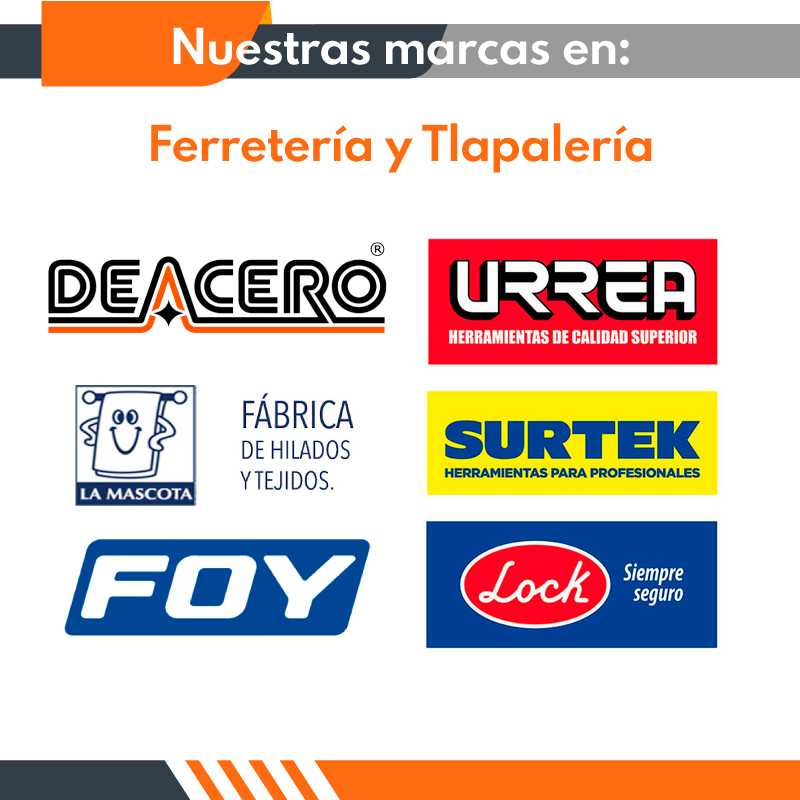 Nuestras marcas en:
Ferretería y Tlapalería
DEACERO®
URREA
HERRAMIENTAS DE CALIDAD SUPERIOR
LA MASCOTA
FÁBRICA
DE HILADOS
Y TEJIDOS.
SURTEK
HERRAMIENTAS PARA PROFESIONALES
FOY
Lock
Siempre
seguro